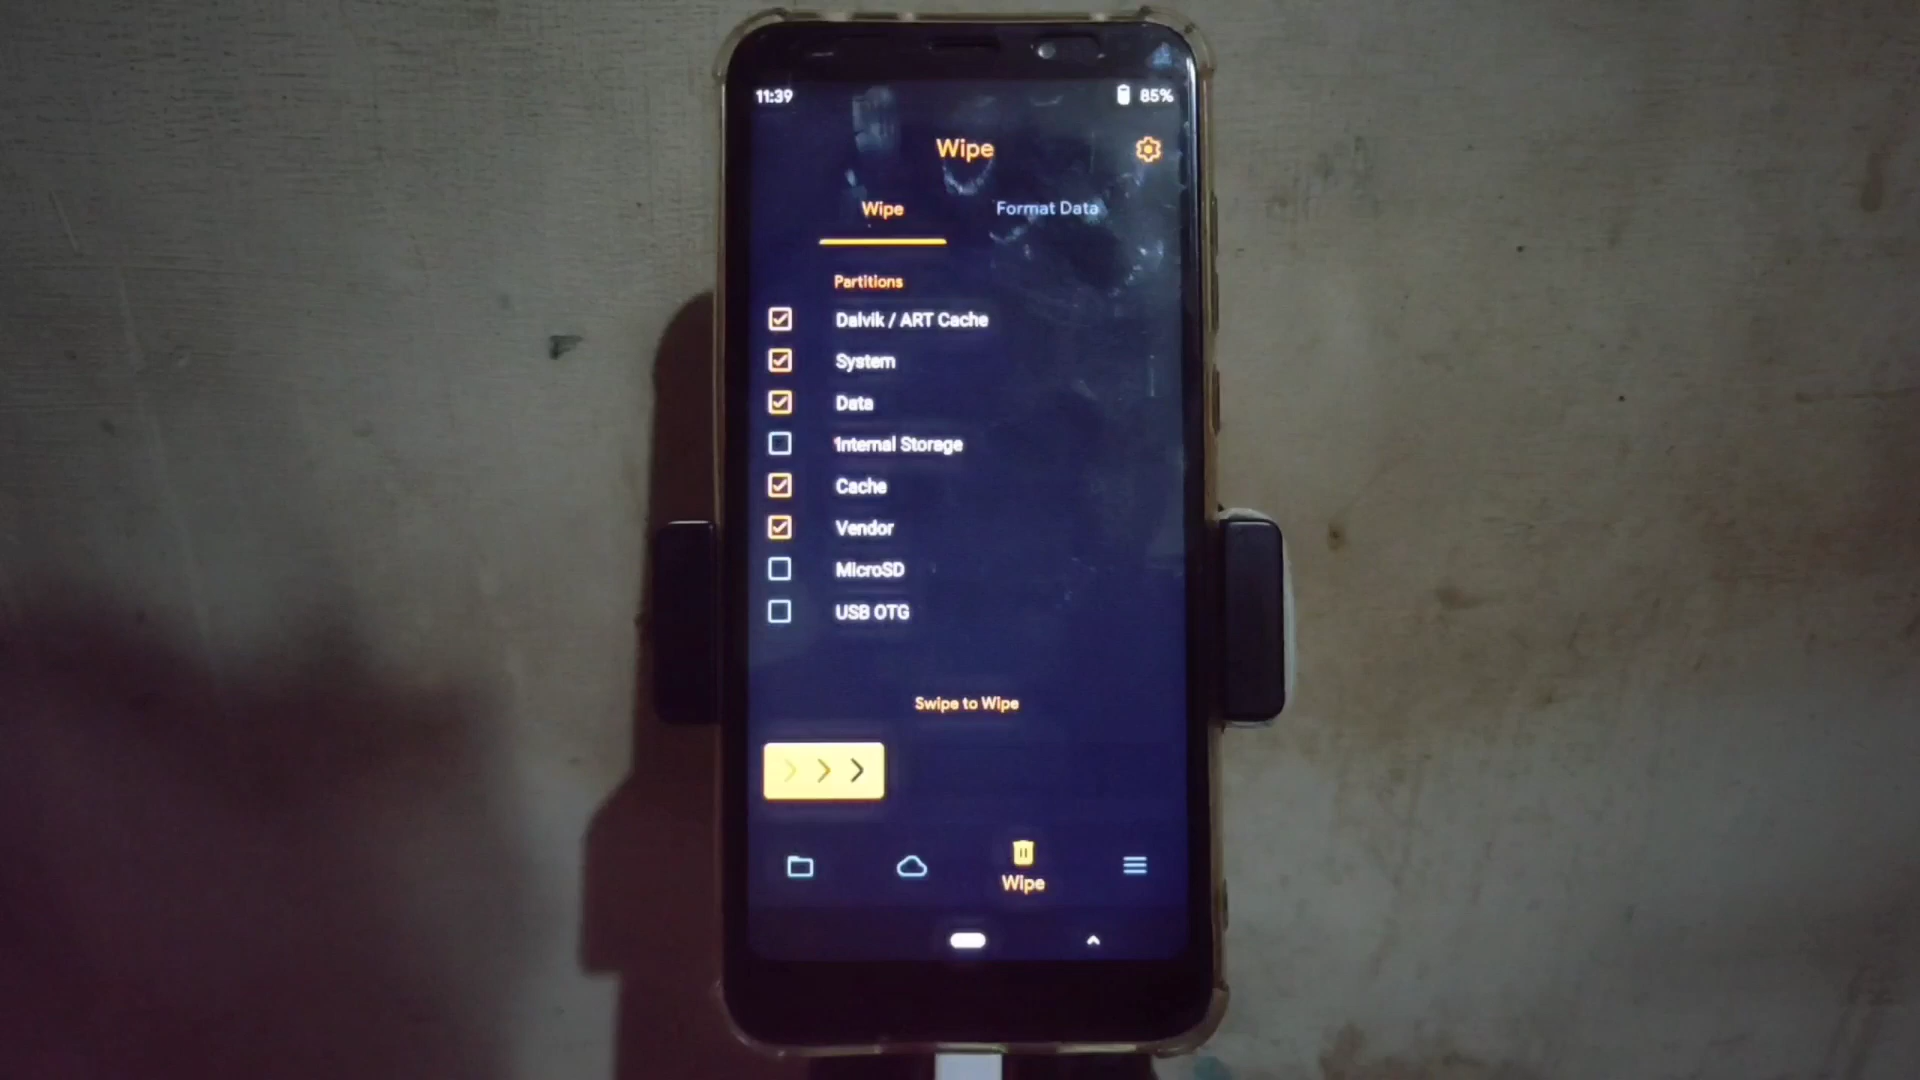 11:39
85%
Wipe
Wipe
Format Data
Partitions
Dalvik / ART Cache
System
Data
Internal Storage
Cache
Vendor
MicroSD
USB OTG
Swipe to Wipe
Wipe